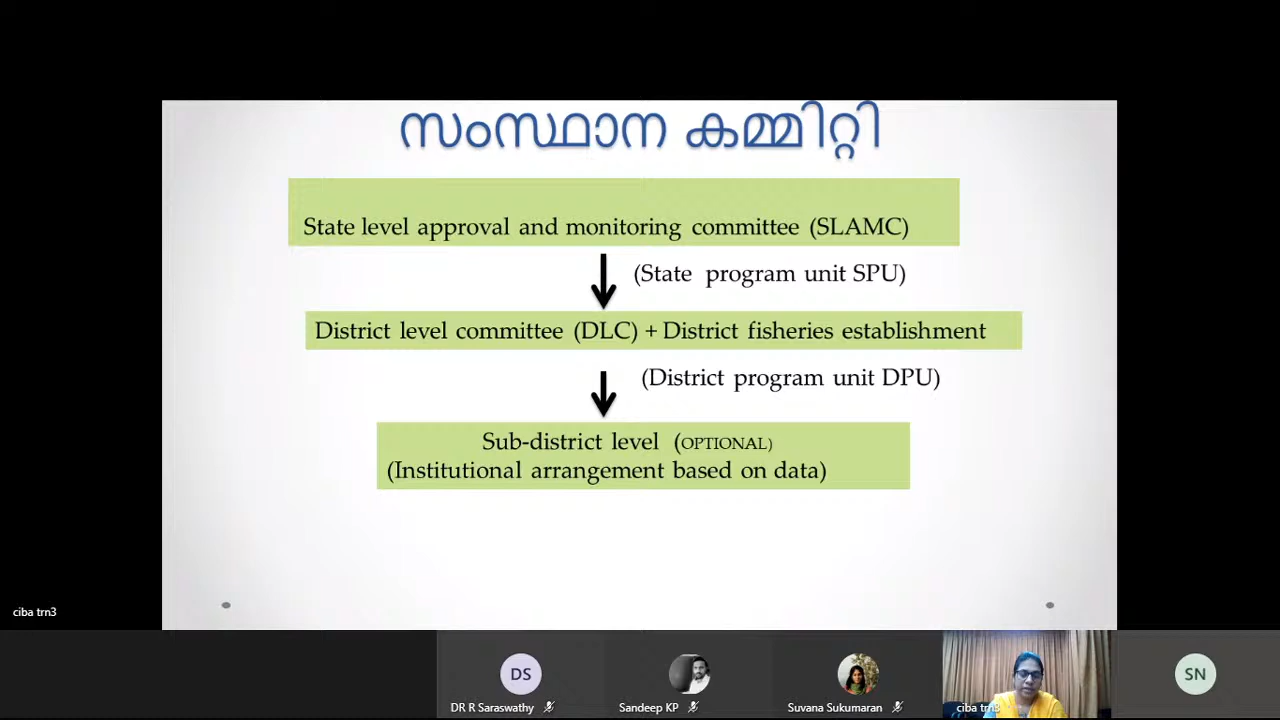 സംസ്ഥാന കമ്മിറ്റി
State level approval and monitoring committee (SLAMC)
(State program unit SPU)
District level committee (DLC) + District fisheries establishment
(District program unit DPU)
Sub-district level (OPTIONAL)
(Institutional arrangement based on data)
ciba trn3
DS
SN
DR R Saraswathy
Sandeep KP
Suvana Sukumaran
ciba trn3